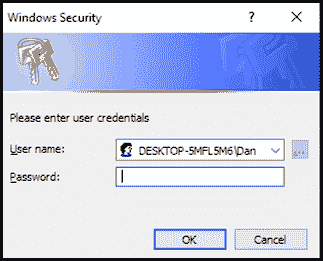 Windows Security
Please enter user credentials
User name:
DESKTOP-5MFL5M6\Dan
...
Password:
OK
Cancel